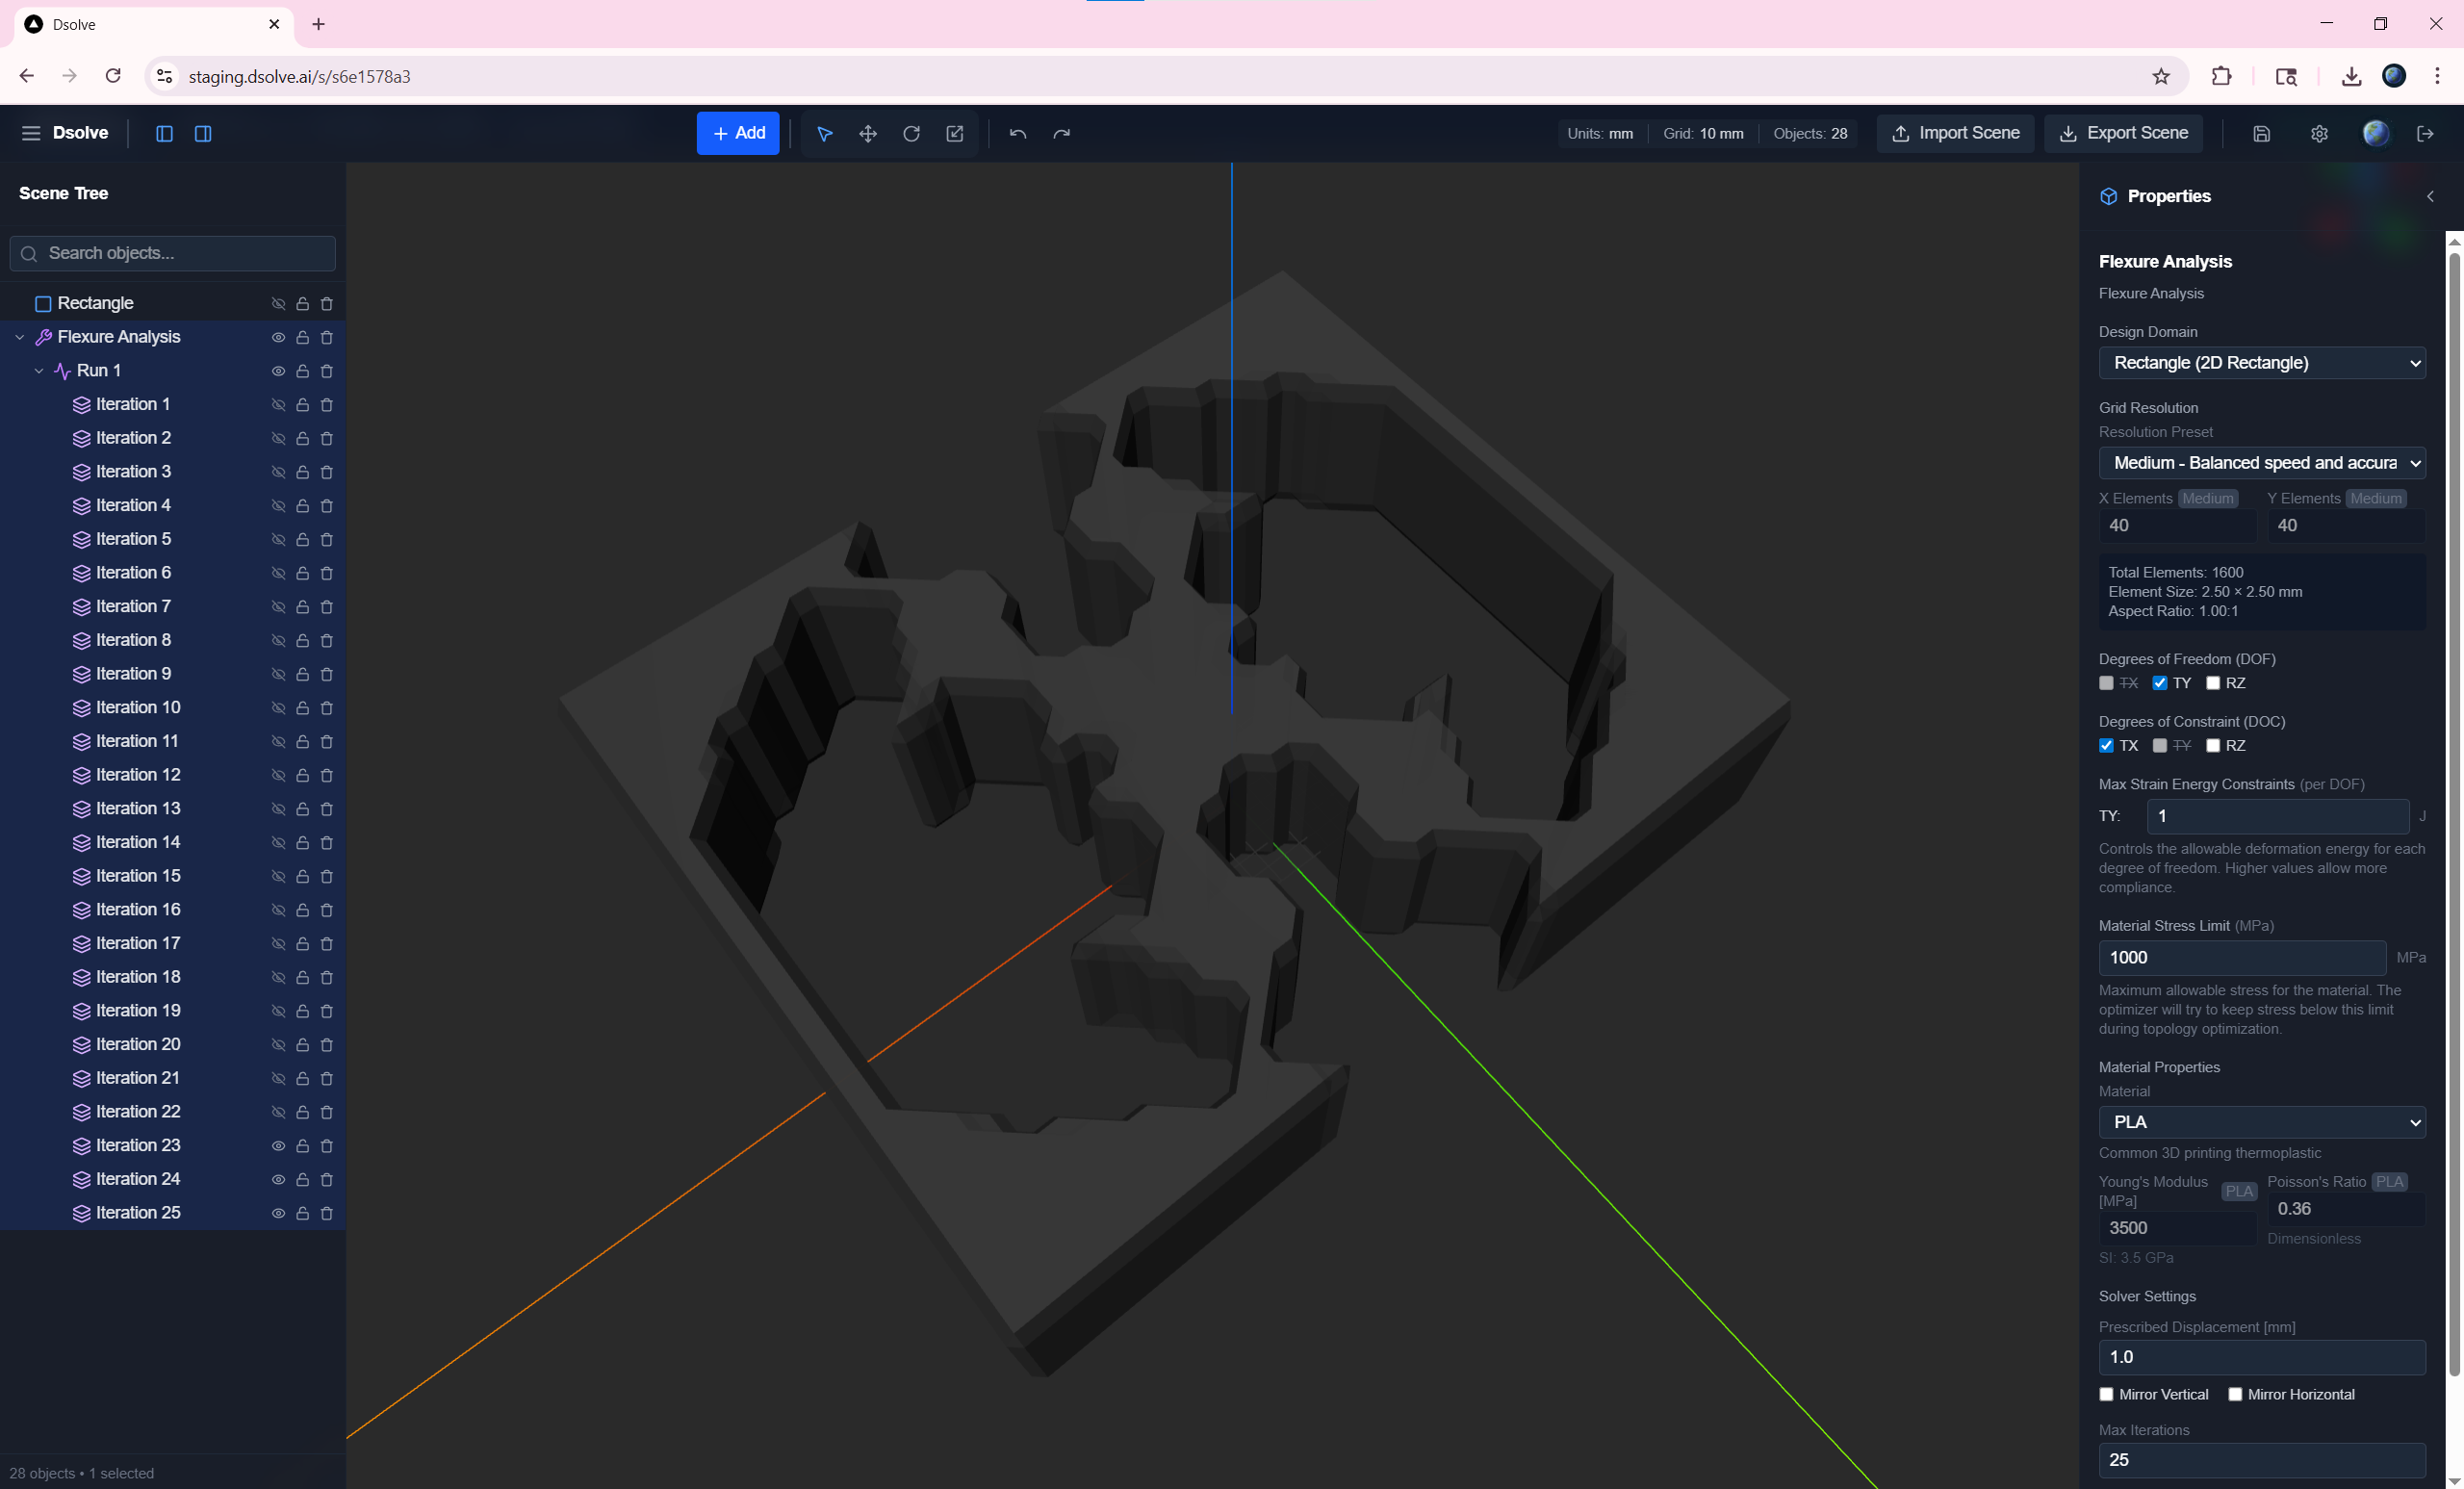 Dsolve
staging.dsolve.ai/s/s6e1578a3
Dsolve
Add
Units: mm
Grid: 10 mm
Objects: 28
Import Scene
Export Scene
Scene Tree
Search objects...
Rectangle
Flexure Analysis
Run 1
Iteration 1
Iteration 2
Iteration 3
Iteration 4
Iteration 5
Iteration 6
Iteration 7
Iteration 8
Iteration 9
Iteration 10
Iteration 11
Iteration 12
Iteration 13
Iteration 14
Iteration 15
Iteration 16
Iteration 17
Iteration 18
Iteration 19
Iteration 20
Iteration 21
Iteration 22
Iteration 23
Iteration 24
Iteration 25
28 objects • 1 selected
Properties
Flexure Analysis
Flexure Analysis
Design Domain
Rectangle (2D Rectangle)
Grid Resolution
Resolution Preset
Medium - Balanced speed and accura
X Elements Medium Y Elements Medium
40 40
Total Elements: 1600
Element Size: 2.50 × 2.50 mm
Aspect Ratio: 1.00:1
Degrees of Freedom (DOF)
TX TY RZ
Degrees of Constraint (DOC)
TX TY RZ
Max Strain Energy Constraints (per DOF)
TY: 1 J
Controls the allowable deformation energy for each
degree of freedom. Higher values allow more
compliance.
Material Stress Limit (MPa)
1000 MPa
Maximum allowable stress for the material. The
optimizer will try to keep stress below this limit
during topology optimization.
Material Properties
Material
PLA
Common 3D printing thermoplastic
Young's Modulus [MPa] PLA
3500
SI: 3.5 GPa
Poisson's Ratio PLA
0.36
Dimensionless
Solver Settings
Prescribed Displacement [mm]
1.0
Mirror Vertical Mirror Horizontal
Max Iterations
25